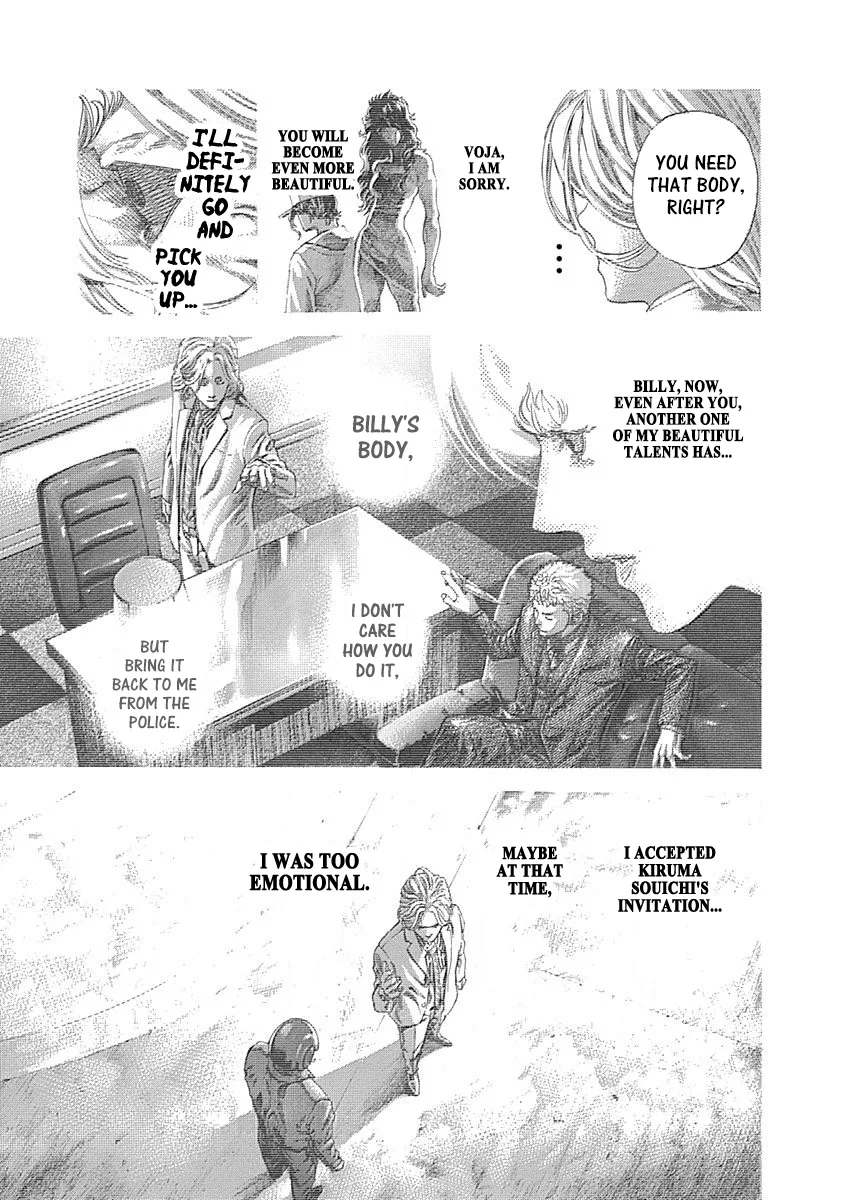 YOU NEED
THAT BODY,
RIGHT?
...
VOJA,
I AM
SORRY.
YOU WILL
BECOME
EVEN MORE
BEAUTIFUL.
I'LL
DEFI-
NITELY
GO
AND
PICK
YOU
UP...
BILLY, NOW,
EVEN AFTER YOU,
ANOTHER ONE
OF MY BEAUTIFUL
TALENTS HAS...
BILLY'S
BODY,
I DON'T
CARE
HOW YOU
DO IT,
BUT
BRING IT
BACK TO ME
FROM THE
POLICE.
I ACCEPTED
KIRUMA
SOUICHI'S
INVITATION...
MAYBE
AT THAT
TIME,
I WAS TOO
EMOTIONAL.